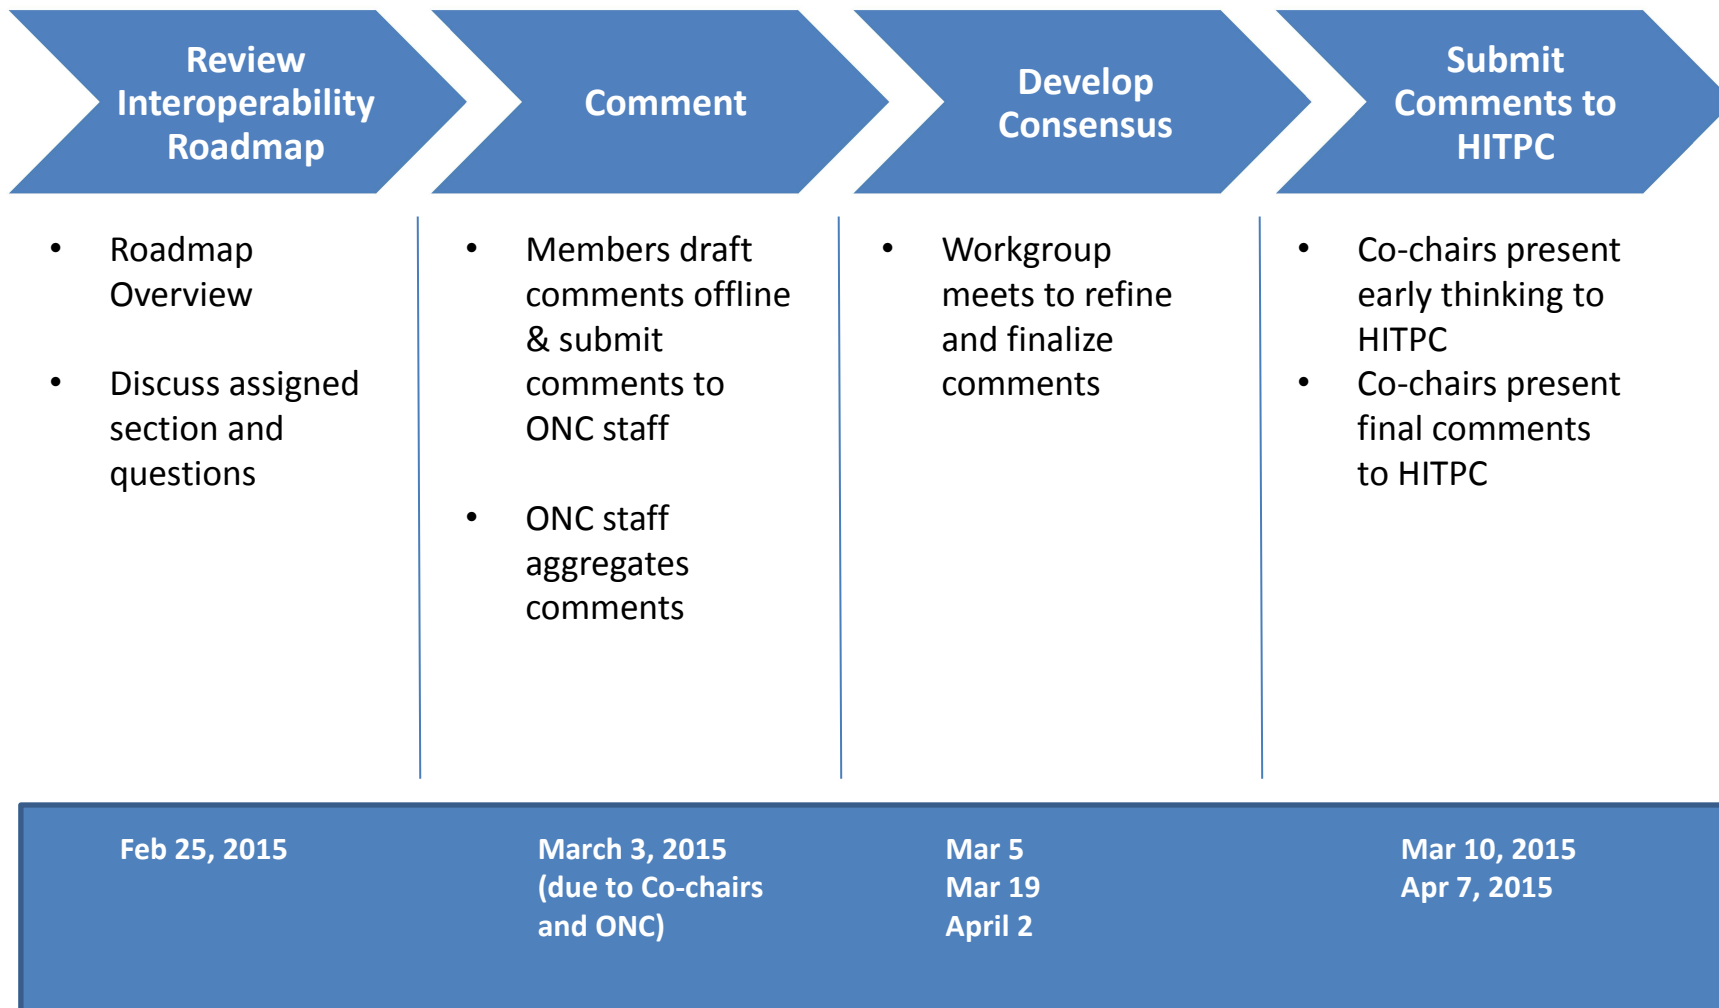 Review
Interoperability
Roadmap
Comment
Develop
Consensus
Submit
Comments to
HITPC
• Roadmap
Overview
• Discuss assigned
section and
questions
• Members draft
comments offline
& submit
comments to
ONC staff
• ONC staff
aggregates
comments
• Workgroup
meets to refine
and finalize
comments
• Co-chairs present
early thinking to
HITPC
• Co-chairs present
final comments
to HITPC
Feb 25, 2015
March 3, 2015
(due to Co-chairs
and ONC)
Mar 5
Mar 19
April 2
Mar 10, 2015
Apr 7, 2015